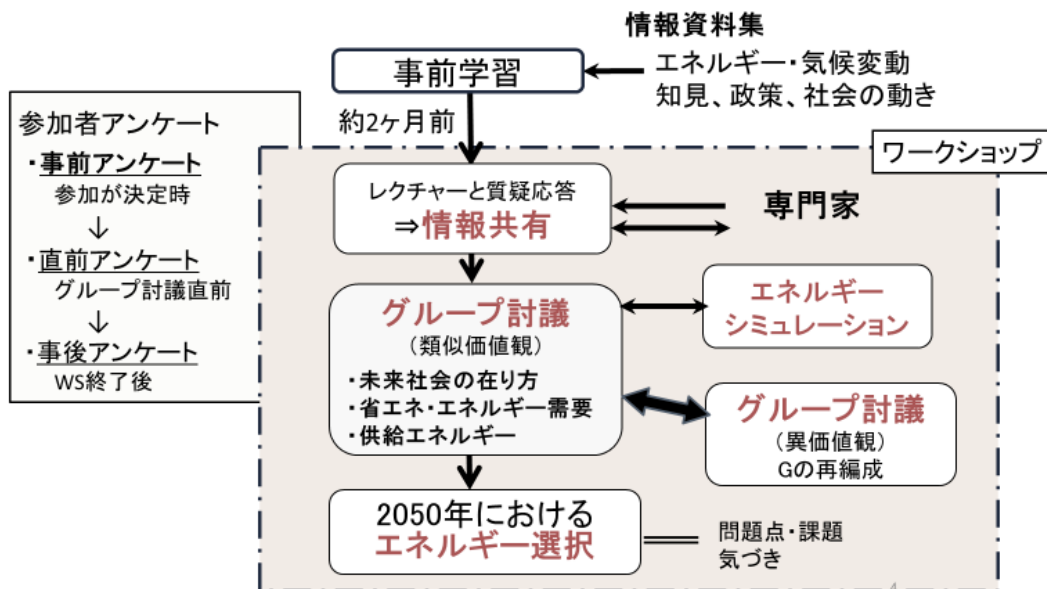 情報資料集
事前学習
エネルギー・気候変動
知見、政策、社会の動き
約2ヶ月前
参加者アンケート
・事前アンケート
参加が決定時
↓
・直前アンケート
グループ討議直前
↓
・事後アンケート
WS終了後
ワークショップ
レクチャーと質疑応答
⇒情報共有
専門家
グループ討議
(類似価値観)
・未来社会の在り方
・省エネ・エネルギー需要
・供給エネルギー
エネルギー
シミュレーション
グループ討議
(異価値観)
Gの再編成
2050年における
エネルギー選択
問題点・課題
気づき